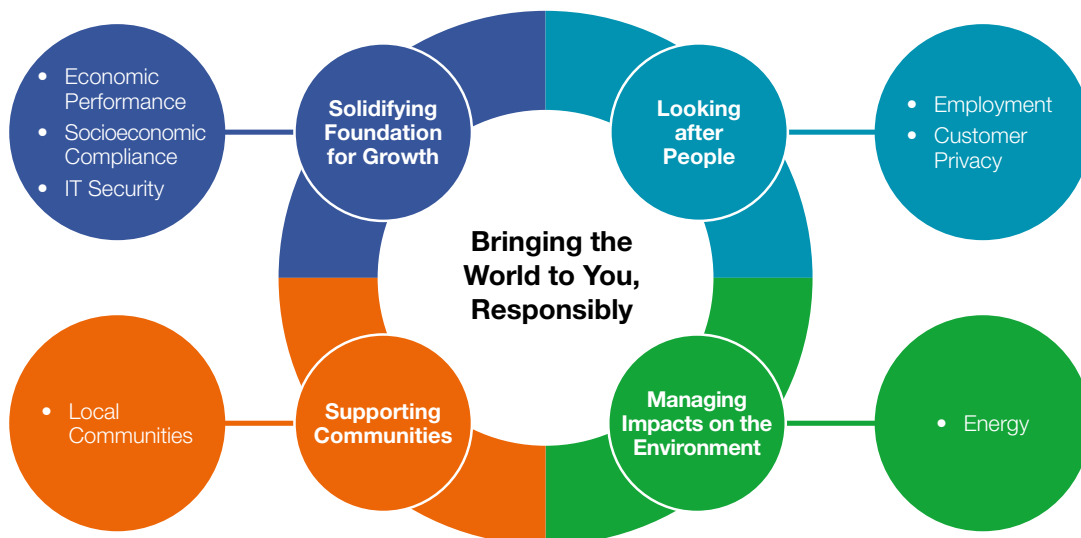 • Economic
Performance
• Socioeconomic
Compliance
• IT Security
Solidifying
Foundation
for Growth
Looking
after
People
• Employment
• Customer
Privacy
Bringing the
World to You,
Responsibly
• Local
Communities
Supporting
Communities
Managing
Impacts on the
Environment
• Energy